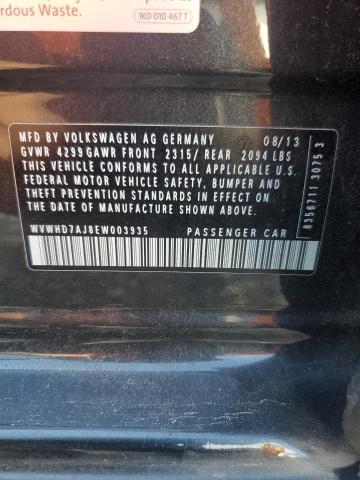 rdous Waste.
1K0 010 467 T
MFD BY VOLKSWAGEN AG GERMANY 08/13
GVWR 4299 GAWR FRONT 2315/ REAR 2094 LBS
THIS VEHICLE CONFORMS TO ALL APPLICABLE U.S.
FEDERAL MOTOR VEHICLE SAFETY, BUMPER AND
THEFT PREVENTION STANDARDS IN EFFECT ON THE
DATE OF MANUFACTURE SHOWN ABOVE.
WVWHD7AJ8EW003935 PASSENGER CAR
8356711 3075 3